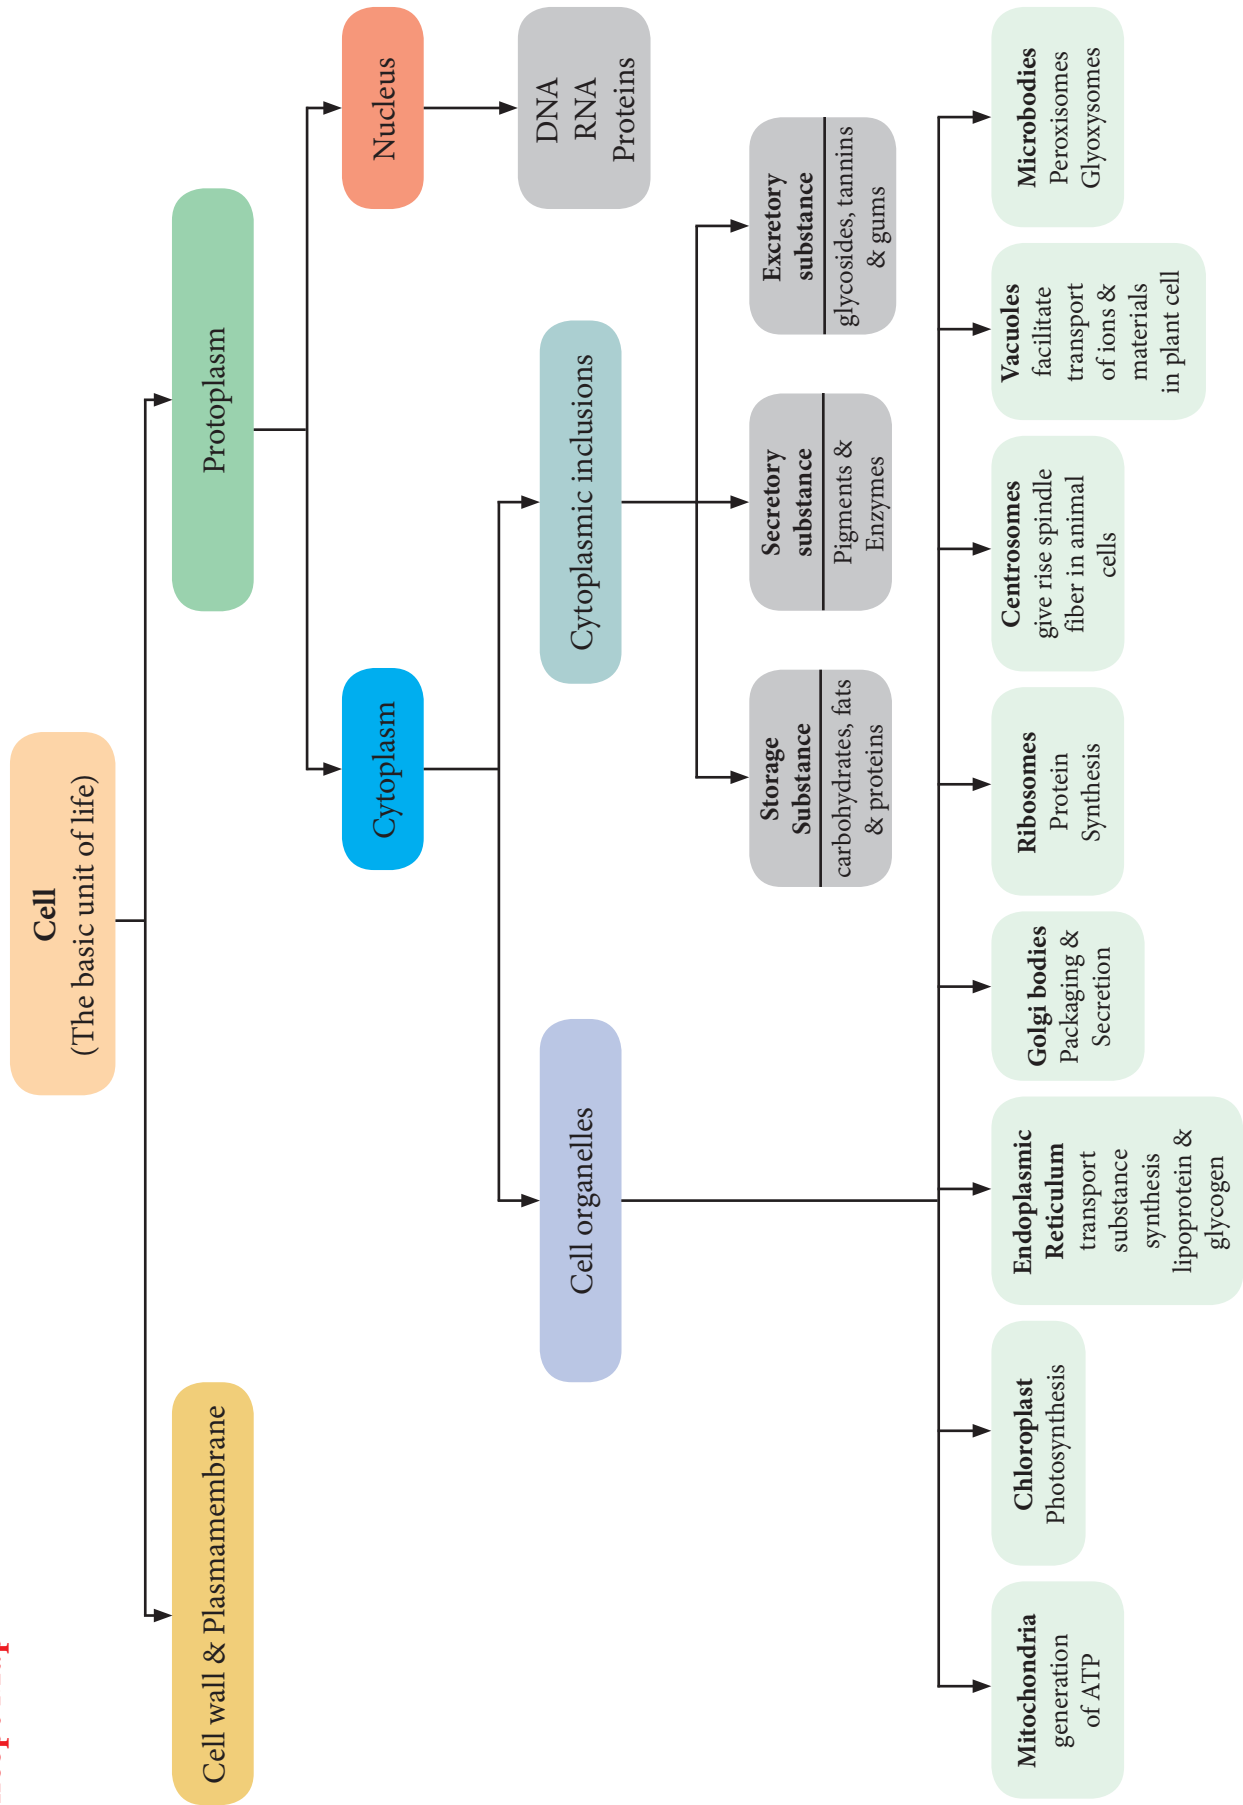 Cell
(The basic unit of life)
Cell wall & Plasmamembrane
Protoplasm
Cytoplasm
Nucleus
DNA
RNA
Proteins
Cell organelles
Cytoplasmic inclusions
Storage
Substance
carbohydrates, fats
& proteins
Secretory
substance
Pigments &
Enzymes
Excretory
substance
glycosides, tannins
& gums
Mitochondria
generation
of ATP
Chloroplast
Photosynthesis
Endoplasmic
Reticulum
transport
substance
synthesis
lipoprotein &
glycogen
Golgi bodies
Packaging &
Secretion
Ribosomes
Protein
Synthesis
Centrosomes
give rise spindle
fiber in animal
cells
Vacuoles
facilitate
transport
of ions &
materials
in plant cell
Microbodies
Peroxisomes
Glyoxysomes